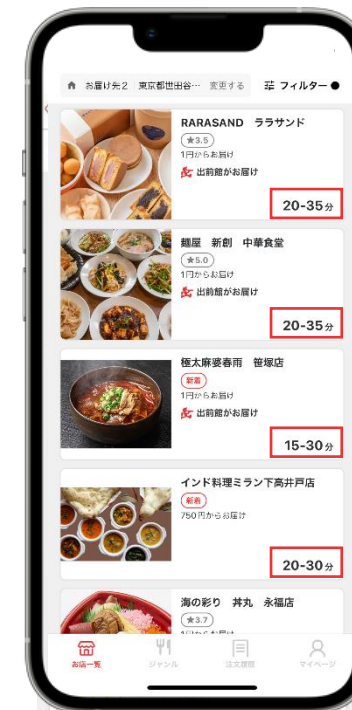 お届け先2 東京都世田谷… 変更する フィルター
RARASAND ララサンド
★3.5
1円からお届け
出前館がお届け
20-35分
麺屋 新創 中華食堂
★5.0
1円からお届け
出前館がお届け
20-35分
極太麻婆春雨 笹塚店
新着
1円からお届け
出前館がお届け
15-30分
インド料理ミラン下高井戸店
新着
750円からお届け
20-30分
海の彩り 丼丸 永福店
★3.7
1円からお届け
お店一覧 ジャンル 注文履歴 マイページ